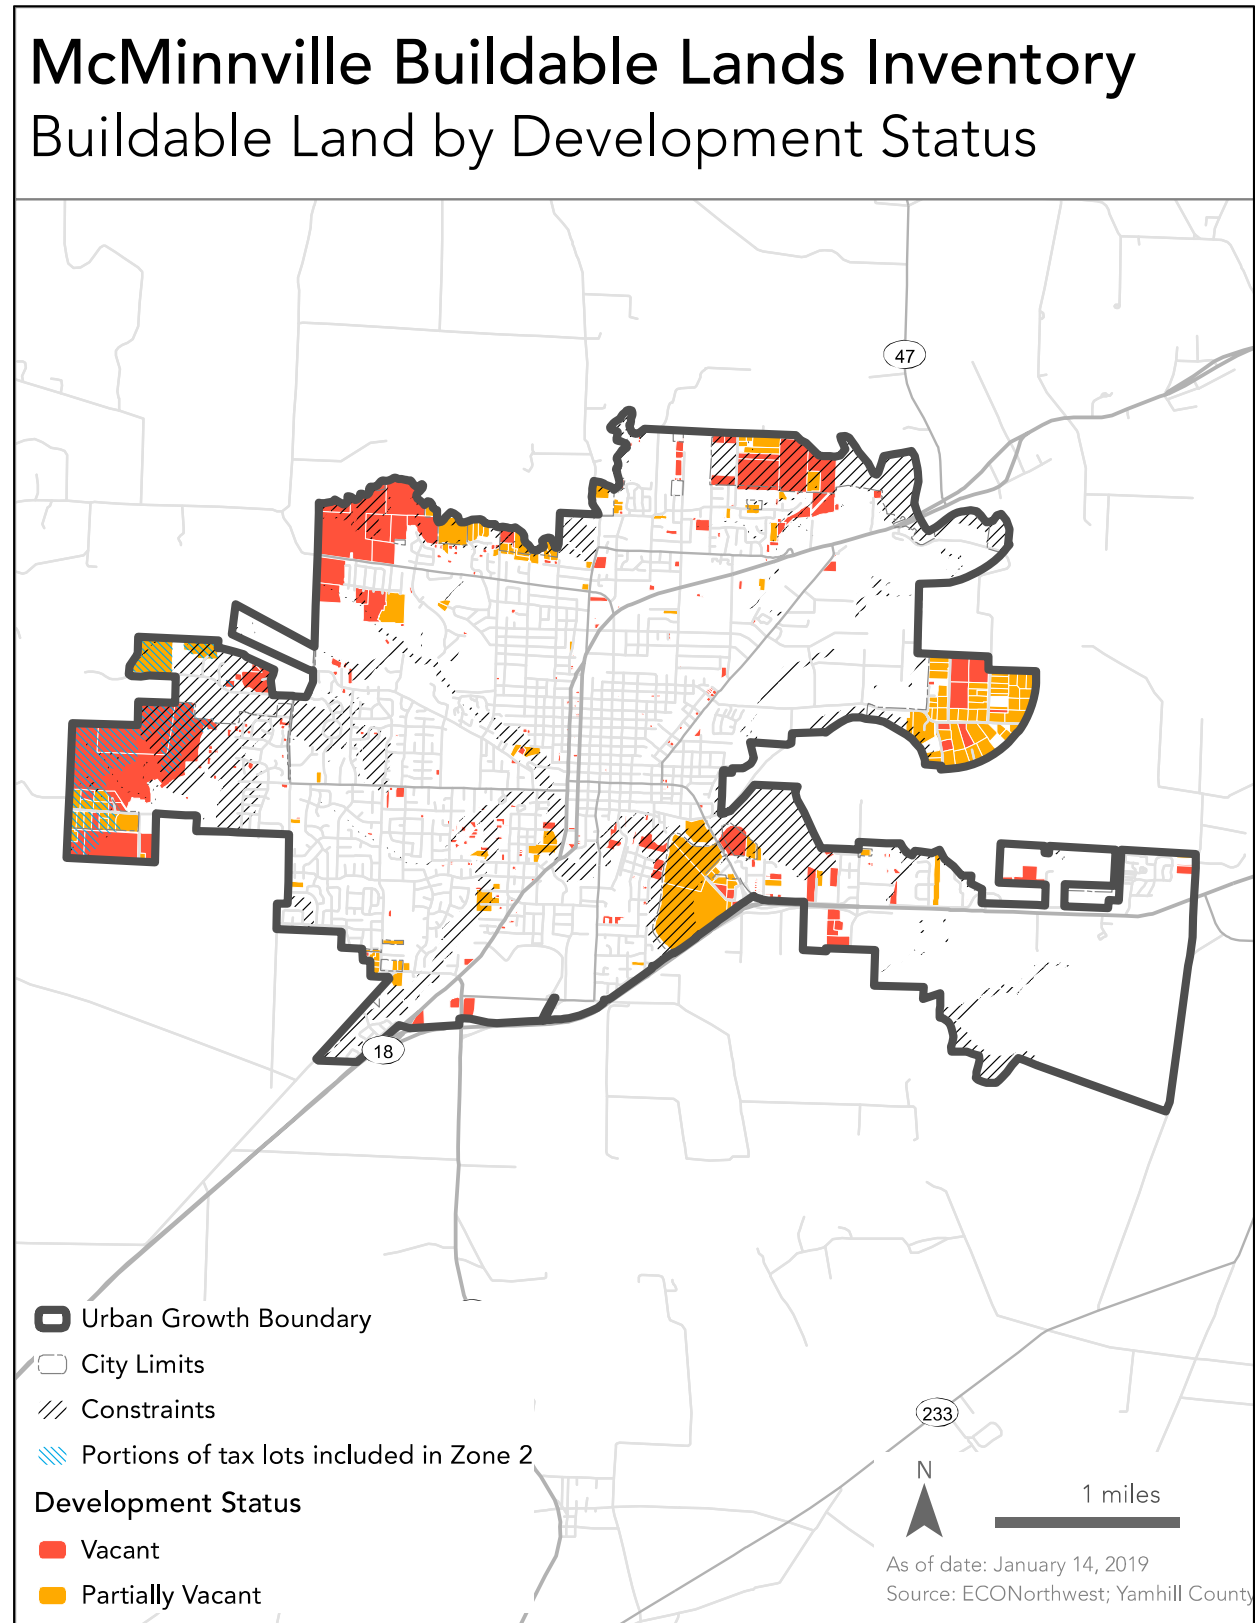 McMinnville Buildable Lands Inventory
Buildable Land by Development Status
47
18
Urban Growth Boundary
City Limits
Constraints
Portions of tax lots included in Zone 2
Development Status
Vacant
Partially Vacant
233
N
1 miles
As of date: January 14, 2019
Source: ECONorthwest; Yamhill County